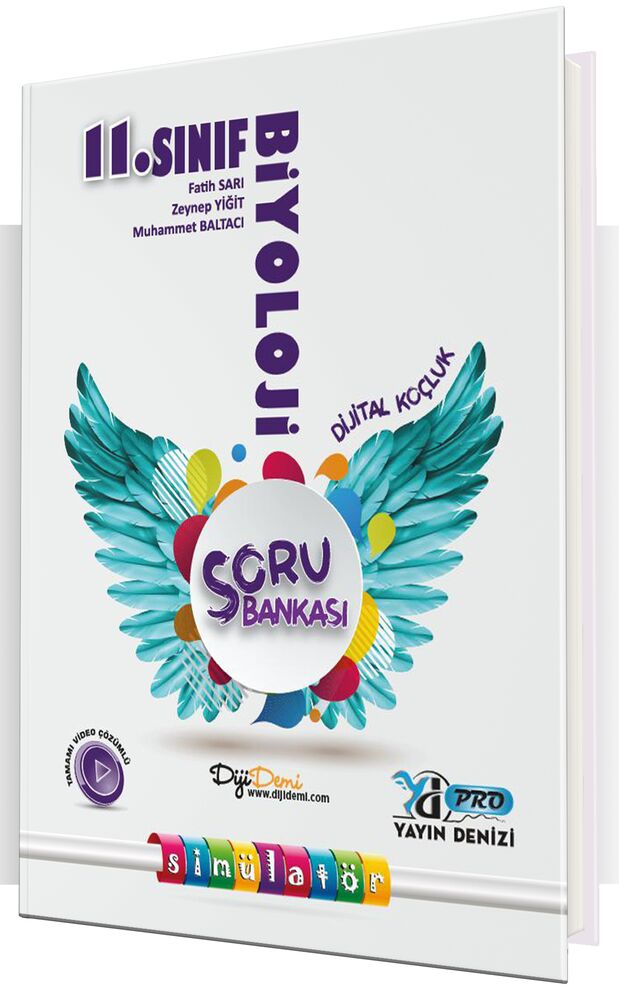 11.SINIF
BİYOLOJİ
Fatih SARI
Zeynep YİĞİT
Muhammet BALTACI
DİJİTAL KOÇLUK
SORU
BANKASI
TAMAMI VİDEO ÇÖZÜMLÜ
DijiDemi
www.dijidemi.com
yd PRO
YAYIN DENİZİ
simülatör